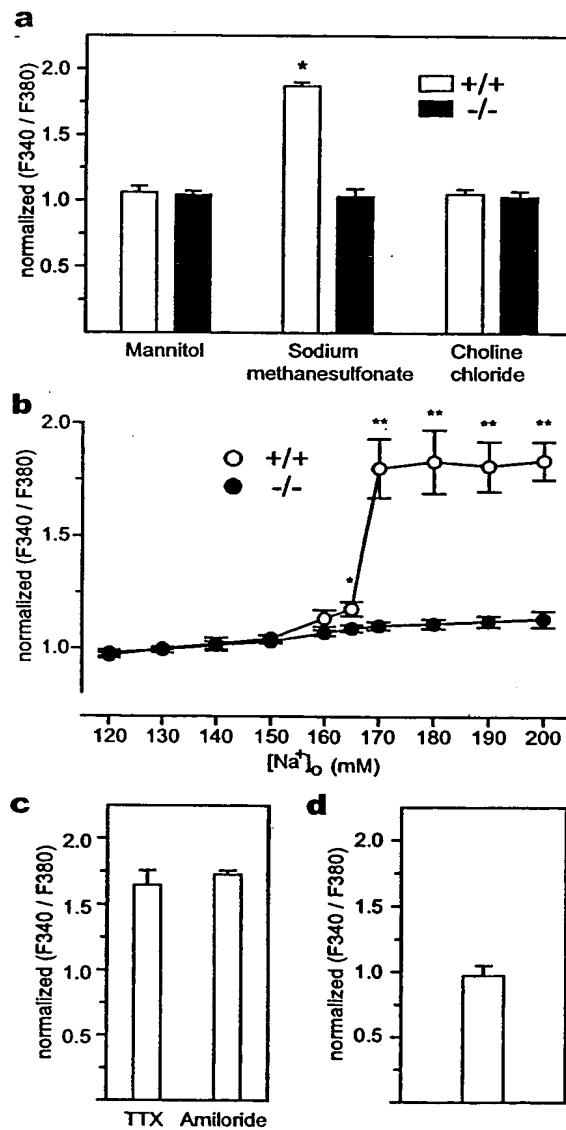 a
normalized (F340 / F380)
2.0
1.5
1.0
0.5
*
+/+
-/-
Mannitol
Sodium
methanesulfonate
Choline
chloride
b
normalized (F340 / F380)
2.0
1.5
1.0
+/+
-/-
*
**
**
**
**
120 130 140 150 160 170 180 190 200
[Na+]o (mM)
c
normalized (F340 / F380)
2.0
1.5
1.0
0.5
TTX Amiloride
d
normalized (F340 / F380)
2.0
1.5
1.0
0.5